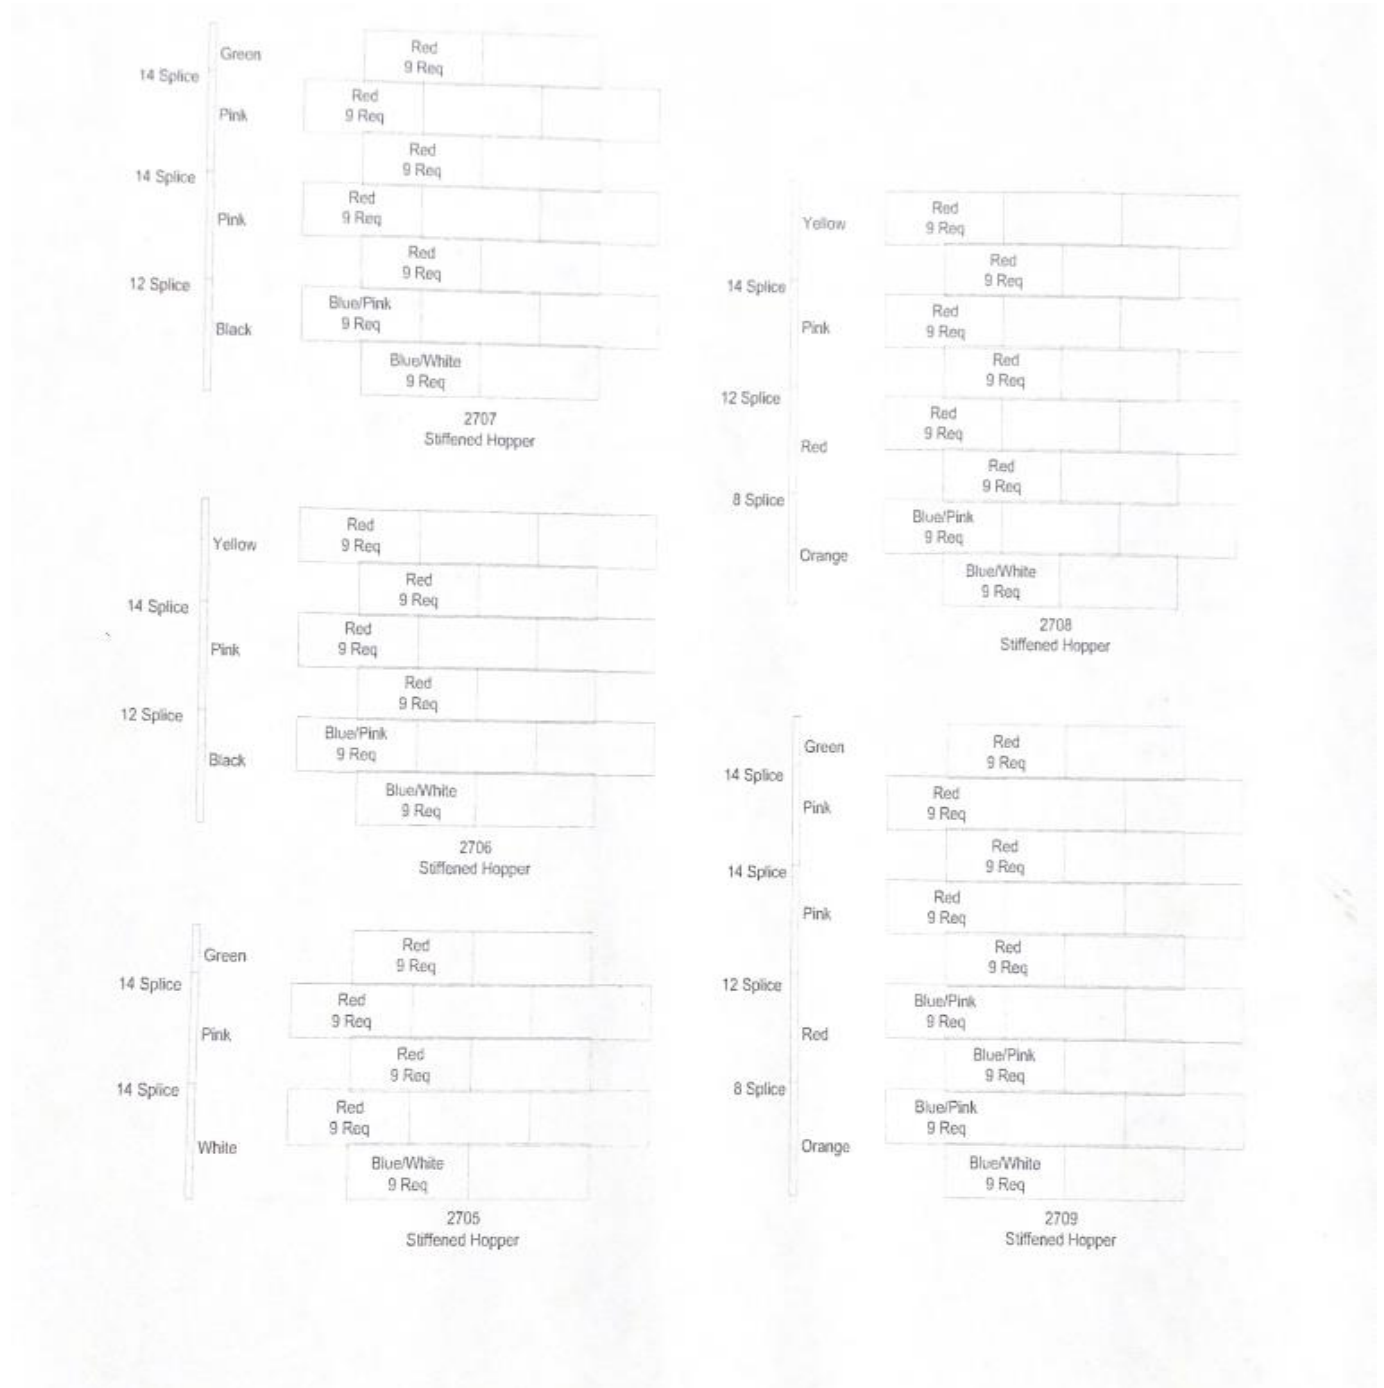 Green
Red
9 Req
14 Splice
Pink
Red
9 Req
Red
9 Req
14 Splice
Pink
Red
9 Req
Red
9 Req
12 Splice
Black
Blue/Pink
9 Req
Blue/White
9 Req
2707
Stiffened Hopper
Yellow
Red
9 Req
Red
9 Req
14 Splice
Pink
Red
9 Req
Red
9 Req
12 Splice
Black
Blue/Pink
9 Req
Blue/White
9 Req
2706
Stiffened Hopper
Green
Red
9 Req
14 Splice
Pink
Red
9 Req
Red
9 Req
14 Splice
White
Red
9 Req
Blue/White
9 Req
2705
Stiffened Hopper
Yellow
Red
9 Req
Red
9 Req
14 Splice
Pink
Red
9 Req
Red
9 Req
12 Splice
Red
Red
9 Req
Red
9 Req
8 Splice
Orange
Blue/Pink
9 Req
Blue/White
9 Req
2708
Stiffened Hopper
Green
Red
9 Req
14 Splice
Pink
Red
9 Req
Red
9 Req
14 Splice
Pink
Red
9 Req
Red
9 Req
12 Splice
Red
Blue/Pink
9 Req
Blue/Pink
9 Req
8 Splice
Orange
Blue/Pink
9 Req
Blue/White
9 Req
2709
Stiffened Hopper